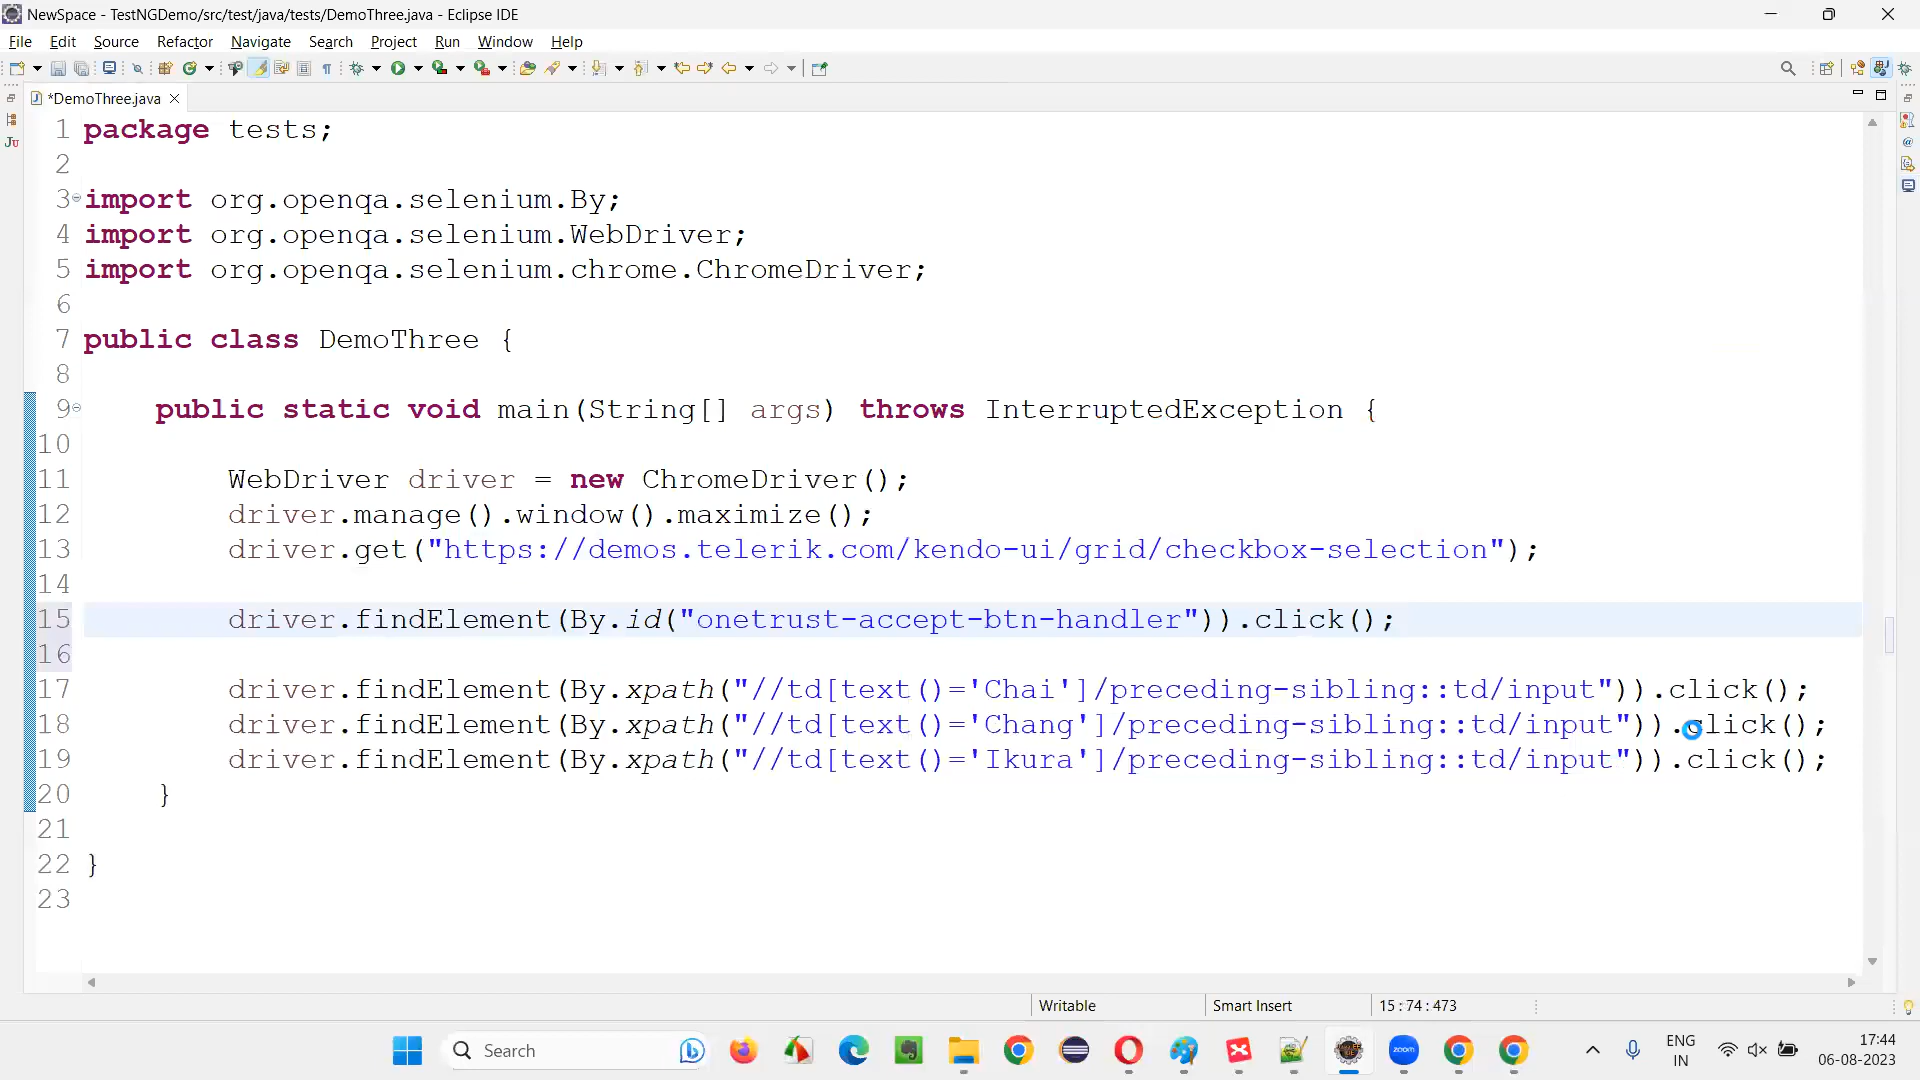 NewSpace - TestNGDemo/src/test/java/tests/DemoThree.java - Eclipse IDE
File Edit Source Refactor Navigate Search Project Run Window Help
*DemoThree.java
1 package tests;
2
3 import org.openqa.selenium.By;
4 import org.openqa.selenium.WebDriver;
5 import org.openqa.selenium.chrome.ChromeDriver;
6
7 public class DemoThree {
8
9 public static void main(String[] args) throws InterruptedException {
10
11 WebDriver driver = new ChromeDriver();
12 driver.manage().window().maximize();
13 driver.get("https://demos.telerik.com/kendo-ui/grid/checkbox-selection");
14
15 driver.findElement(By.id("onetrust-accept-btn-handler")).click();
16
17 driver.findElement(By.xpath("//td[text()='Chai']/preceding-sibling::td/input")).click();
18 driver.findElement(By.xpath("//td[text()='Chang']/preceding-sibling::td/input")).click();
19 driver.findElement(By.xpath("//td[text()='Ikura']/preceding-sibling::td/input")).click();
20 }
21
22 }
23
Writable Smart Insert 15 : 74 : 473
Search
zoom
ENG
IN
17:44
06-08-2023